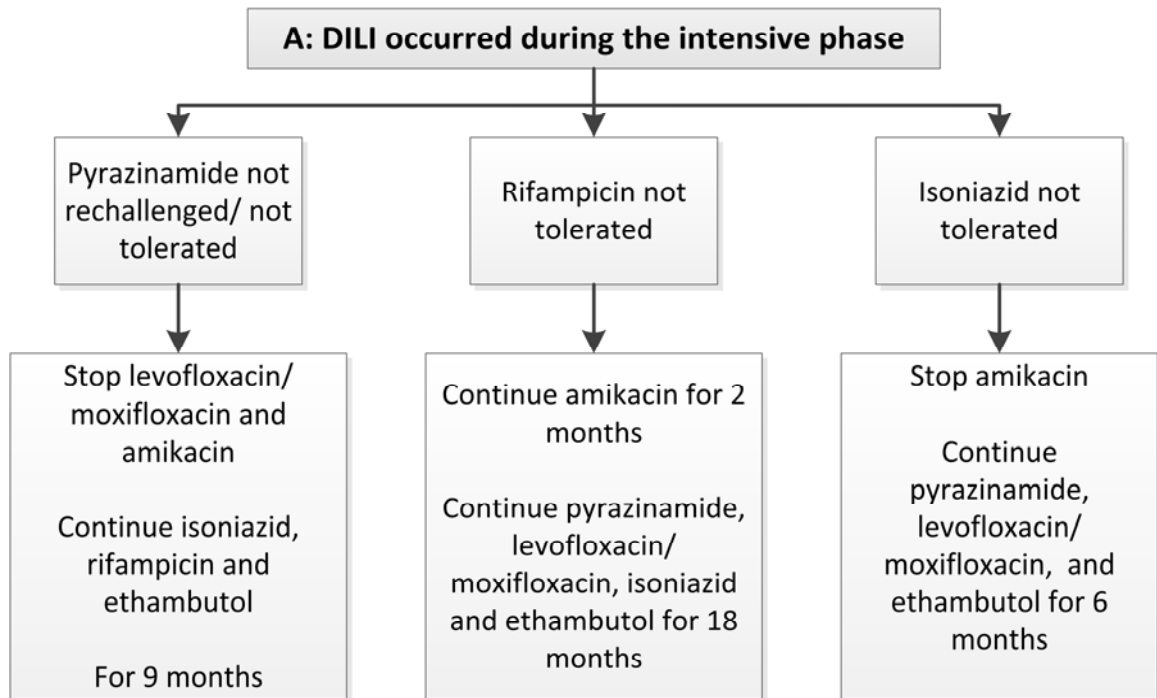 A: DILI occurred during the intensive phase
Pyrazinamide not
rechallenged/ not
tolerated
Rifampicin not
tolerated
Isoniazid not
tolerated
Stop levofloxacin/
moxifloxacin and
amikacin
Continue isoniazid,
rifampicin and
ethambutol
For 9 months
Continue amikacin for 2
months
Continue pyrazinamide,
levofloxacin/
moxifloxacin, isoniazid
and ethambutol for 18
months
Stop amikacin
Continue
pyrazinamide,
levofloxacin/
moxifloxacin, and
ethambutol for 6
months